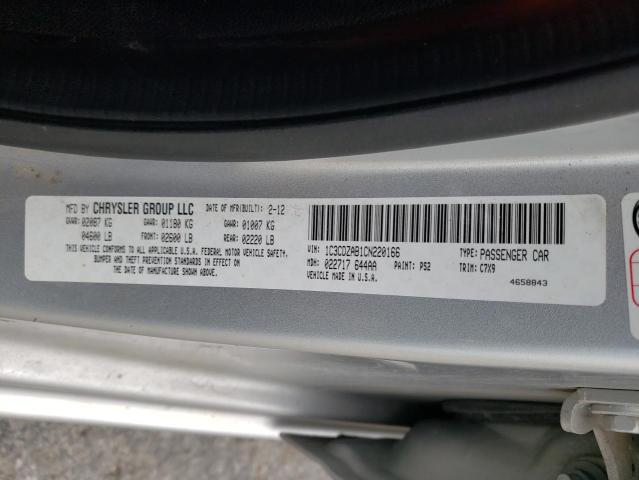 MFD BY CHRYSLER GROUP LLC DATE OF MFR(BUILT): 2-12
GVWR: 02087 KG GAWR: 01180 KG GAWR: 01007 KG
04600 LB FRONT: 02600 LB REAR: 02220 LB
THIS VEHICLE CONFORMS TO ALL APPLICABLE U.S.A. FEDERAL MOTOR VEHICLE SAFETY,
BUMPER AND THEFT PREVENTION STANDARDS IN EFFECT ON
THE DATE OF MANUFACTURE SHOWN ABOVE.
VIN: 1C3CDZAB1CN220166 TYPE: PASSENGER CAR
MDH: 022717 644AA PAINT: PS2 TRIM: C7X9
VEHICLE MADE IN U.S.A.
4658843